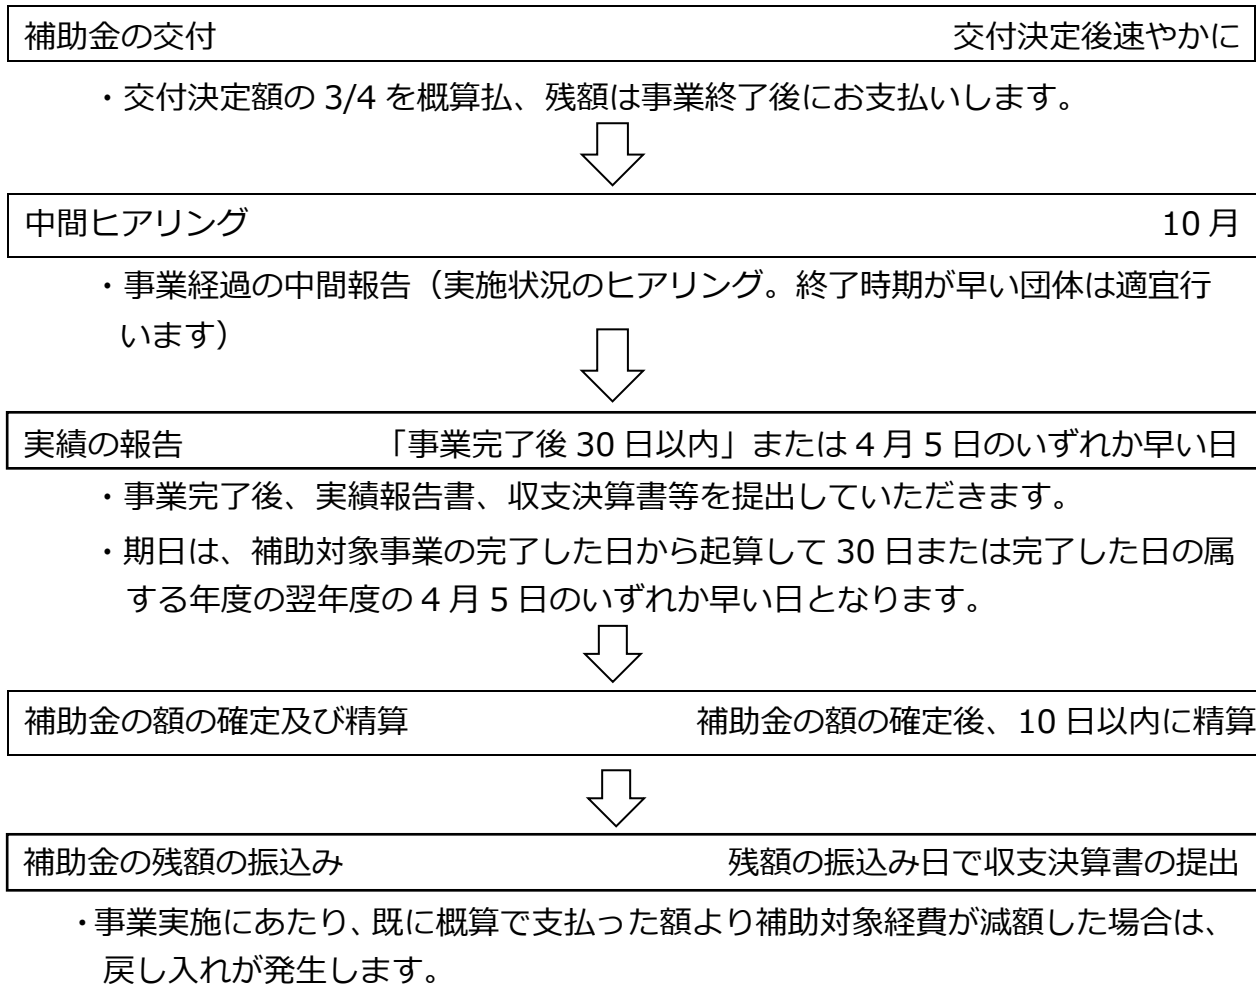 補助金の交付 交付決定後速やかに
・交付決定額の 3/4 を概算払、残額は事業終了後にお支払いします。
中間ヒアリング 10 月
・事業経過の中間報告（実施状況のヒアリング。終了時期が早い団体は適宜行
います）
実績の報告 「事業完了後 30 日以内」または 4 月 5 日のいずれか早い日
・事業完了後、実績報告書、収支決算書等を提出していただきます。
・期日は、補助対象事業の完了した日から起算して 30 日または完了した日の属
する年度の翌年度の 4 月 5 日のいずれか早い日となります。
補助金の額の確定及び精算 補助金の額の確定後、10 日以内に精算
補助金の残額の振込み 残額の振込み日で収支決算書の提出
・事業実施にあたり、既に概算で支払った額より補助対象経費が減額した場合は、
戻し入れが発生します。